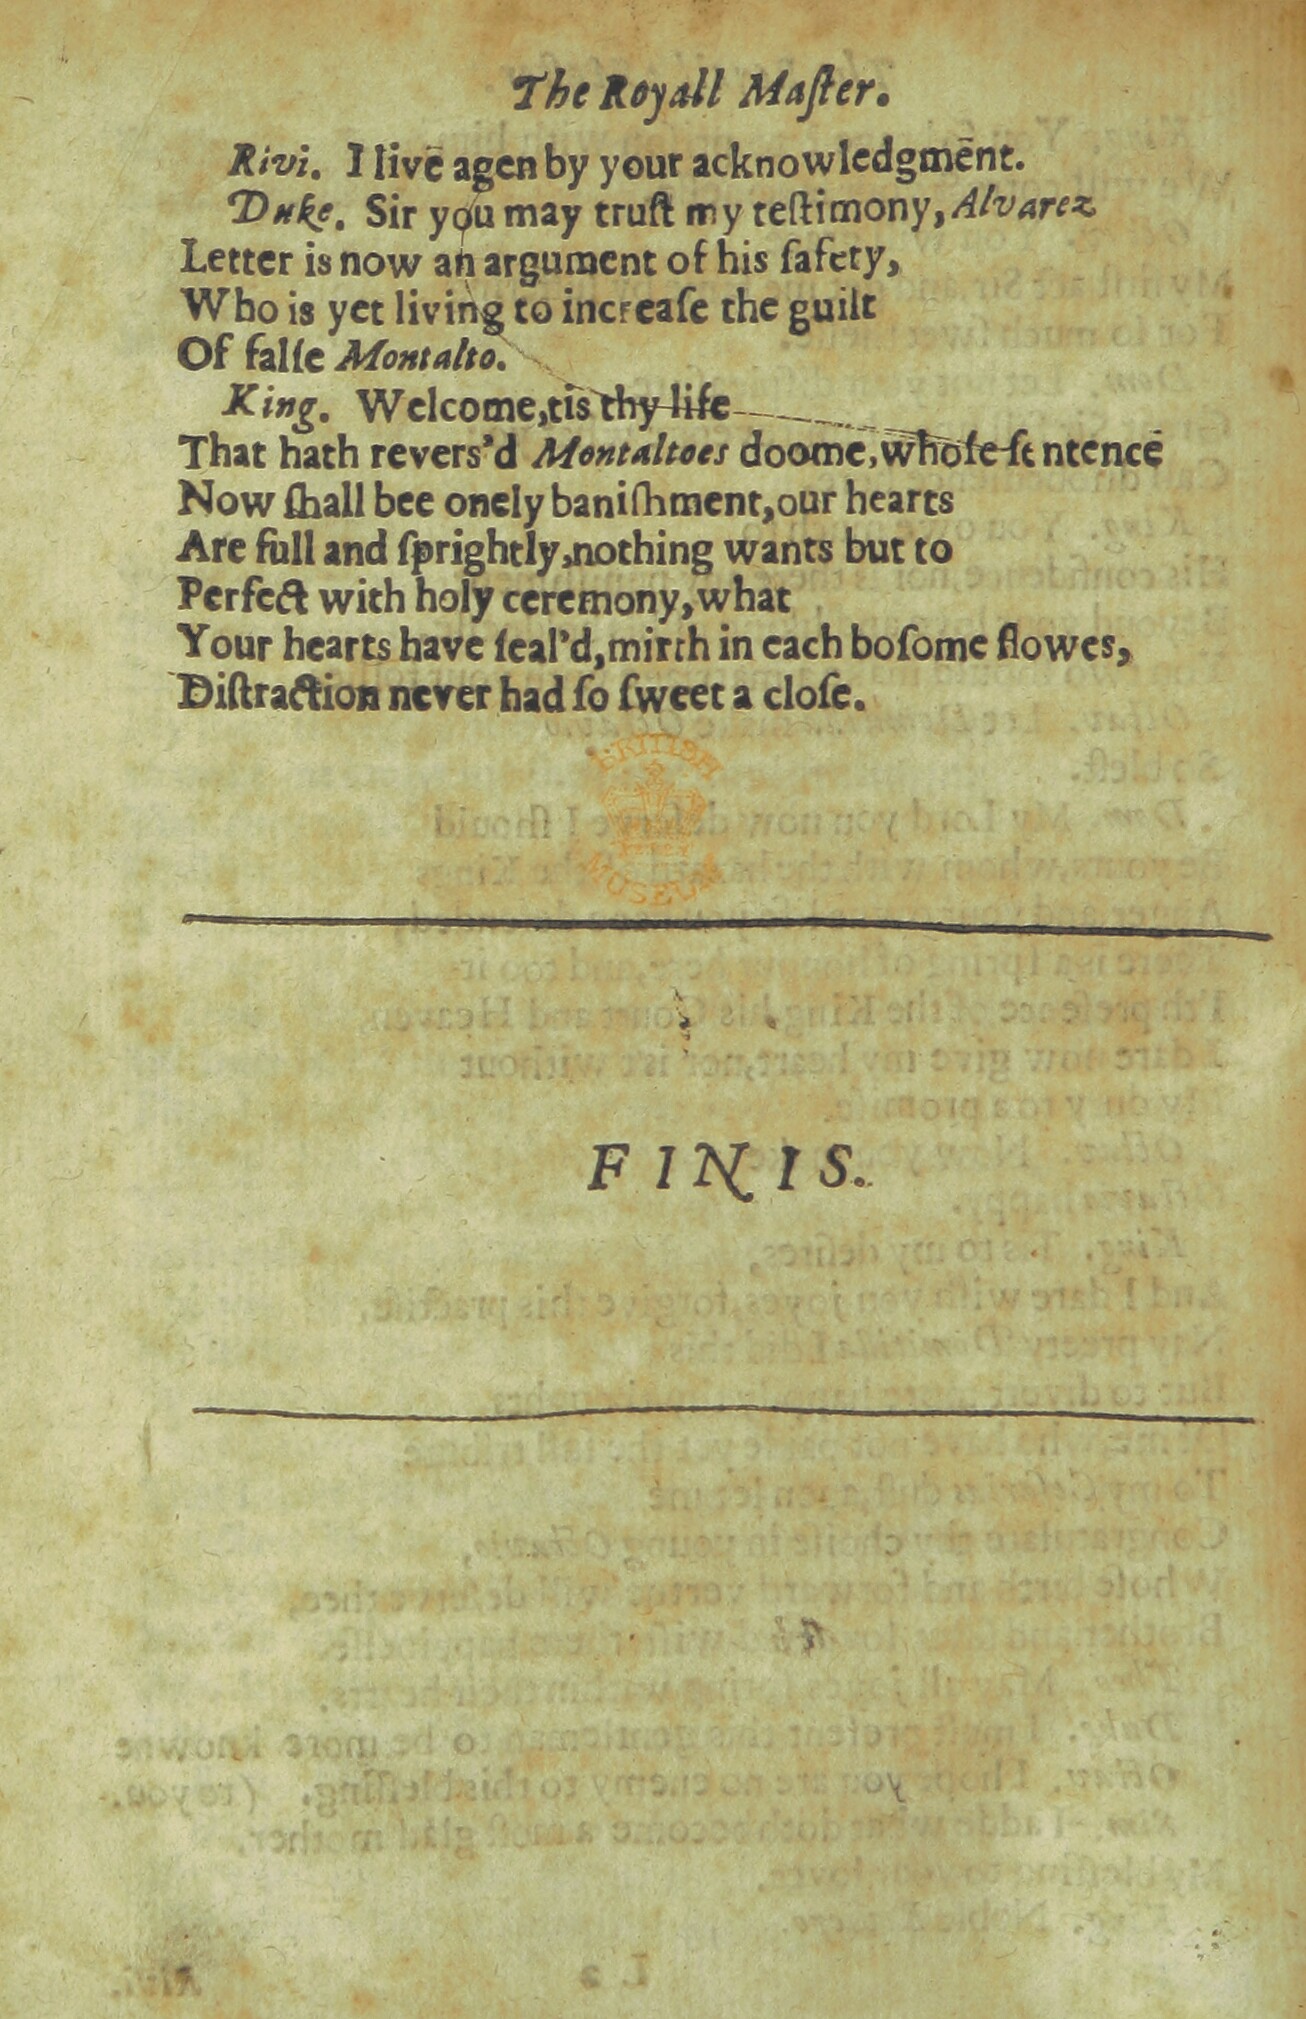 The Royall Maſter.
Rivi. I live agen by your acknowledgmēnt.
Duke. Sir you may truſt my teſtimony, Alvarez
Letter is now an argument of his ſafety,
Who is yet living to increaſe the guilt
Of falſe Montalto.
King. Welcome, tis thy life
That hath revers'd Montaltoes doome, whoſe ſentence
Now ſhall bee onely baniſhment, our hearts
Are full and ſprightly, nothing wants but to
Perfect with holy ceremony, what
Your hearts have ſeal'd, mirth in each boſome flowes,
Diſtraction never had ſo ſweet a cloſe.
BRITISH
MUSEUM
FINIS.